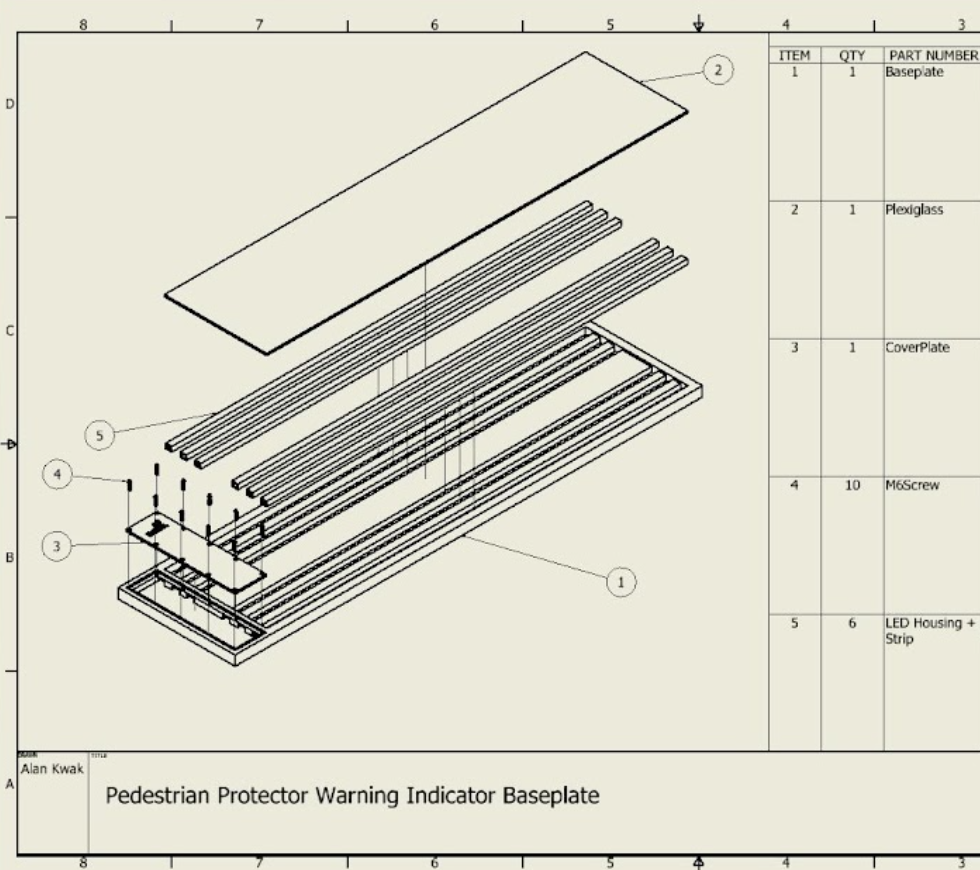 8 7 6 5 4 3
D
C
B
A
2
5
4
3
1
ITEM QTY PART NUMBER
1 1 Baseplate
2 1 Plexiglass
3 1 CoverPlate
4 10 M6Screw
5 6 LED Housing +
Strip
TITLE
Alan Kwak
Pedestrian Protector Warning Indicator Baseplate
8 7 6 5 4 3